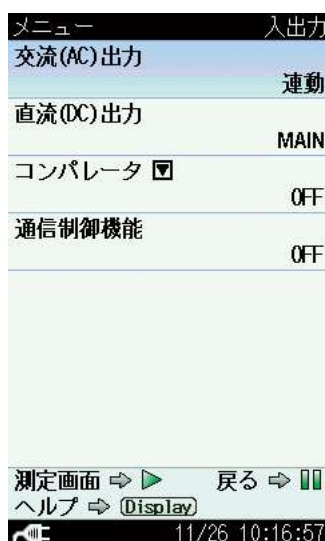 メニュー 入出力
交流(AC)出力
連動
直流(DC)出力
MAIN
コンパレータ ▼
OFF
通信制御機能
OFF
測定画面 ⇨ ▷ 戻る ⇨ ▯▯
ヘルプ ⇨ Display
11/26 10:16:57